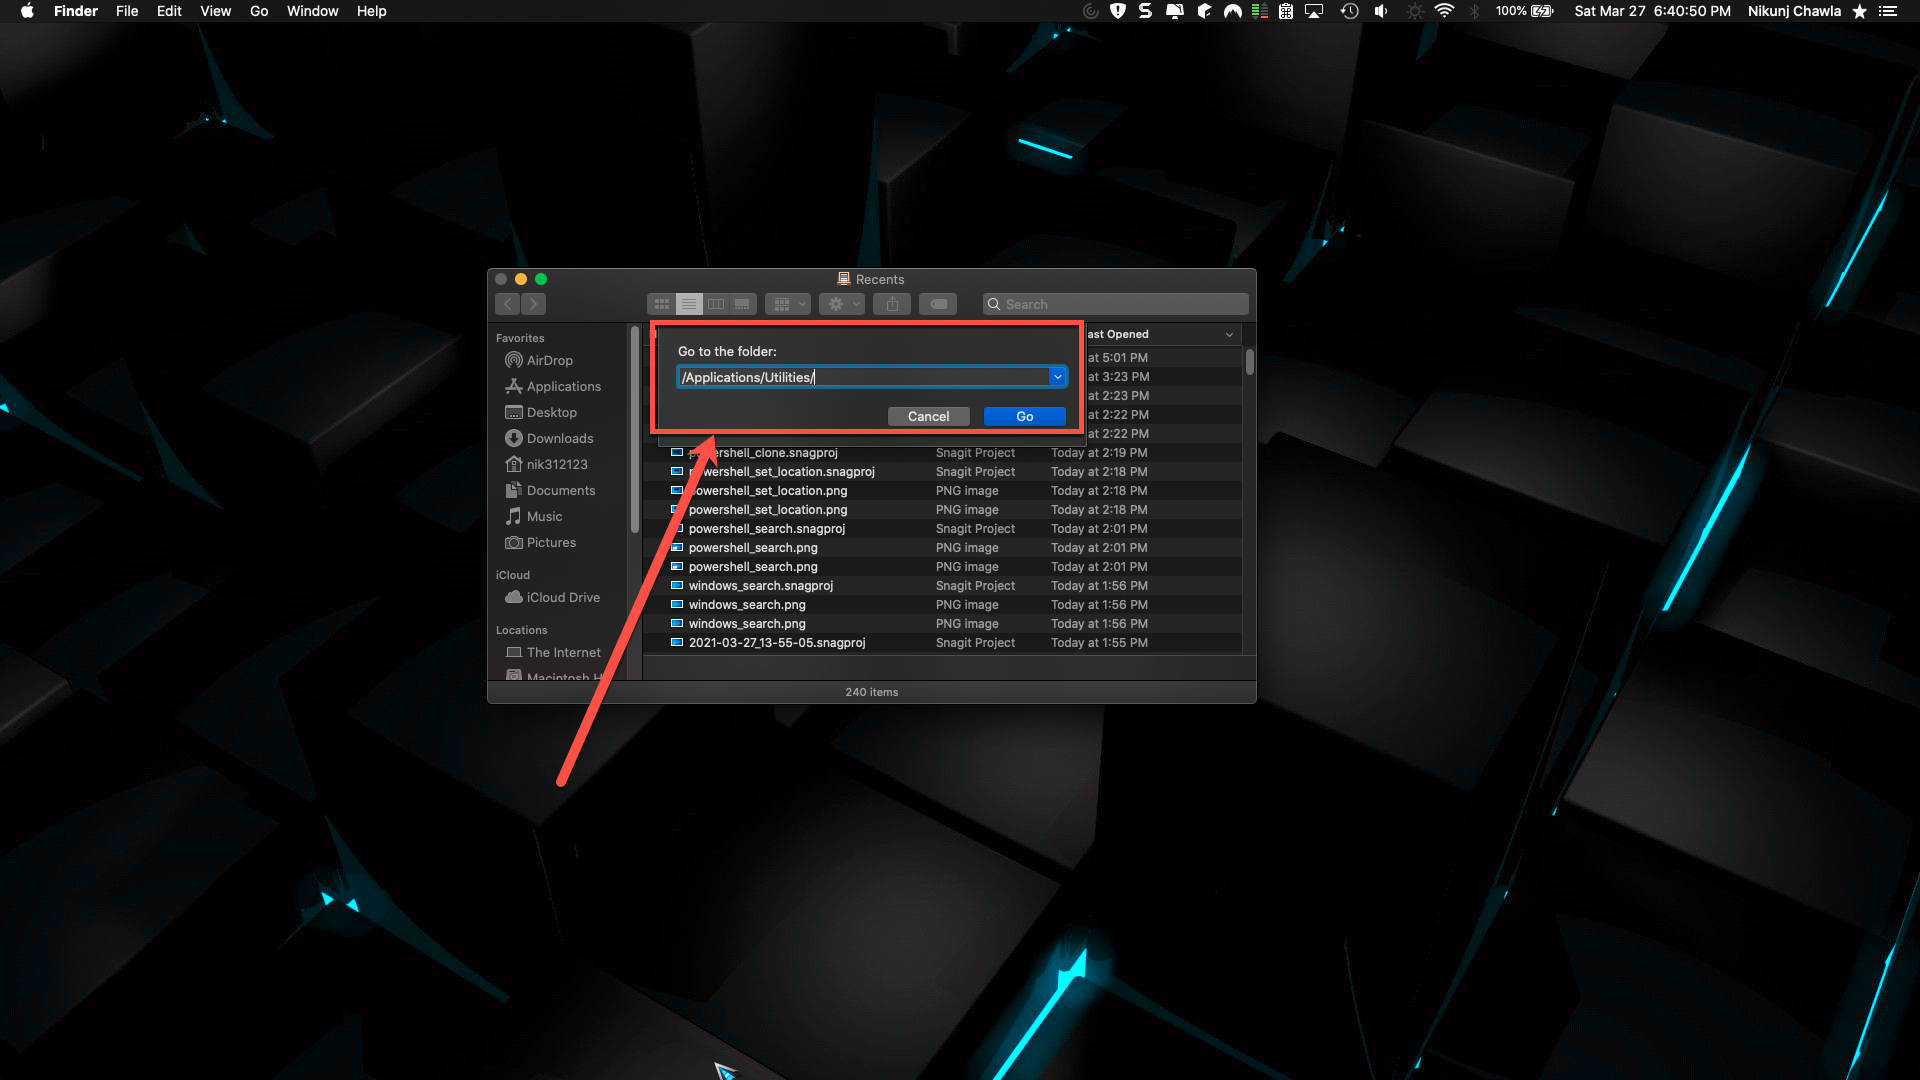 Finder File Edit View Go Window Help
100% Sat Mar 27 6:40:50 PM Nikunj Chawla
Recents
Search
Favorites
AirDrop
Applications
Desktop
Downloads
nik312123
Documents
Music
Pictures
iCloud
iCloud Drive
Locations
The Internet
Macintosh H
Go to the folder:
/Applications/Utilities/
Cancel Go
ast Opened
at 5:01 PM
at 3:23 PM
at 2:23 PM
at 2:22 PM
at 2:22 PM
powershell_clone.snagproj Snagit Project Today at 2:19 PM
powershell_set_location.snagproj Snagit Project Today at 2:18 PM
powershell_set_location.png PNG image Today at 2:18 PM
powershell_set_location.png PNG image Today at 2:18 PM
powershell_search.snagproj Snagit Project Today at 2:01 PM
powershell_search.png PNG image Today at 2:01 PM
powershell_search.png PNG image Today at 2:01 PM
windows_search.snagproj Snagit Project Today at 1:56 PM
windows_search.png PNG image Today at 1:56 PM
windows_search.png PNG image Today at 1:56 PM
2021-03-27_13-55-05.snagproj Snagit Project Today at 1:55 PM
240 items